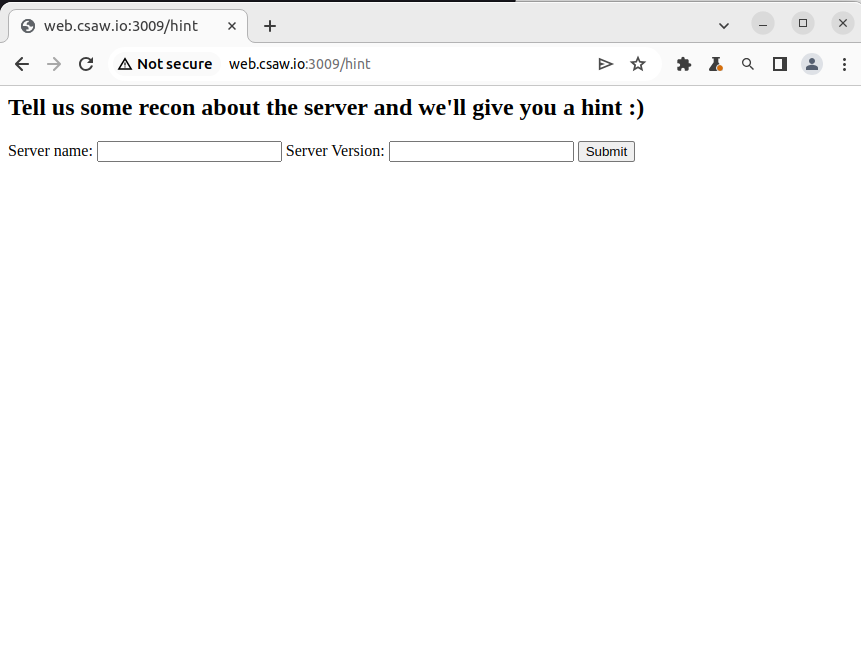 web.csaw.io:3009/hint
Not secure web.csaw.io:3009/hint
Tell us some recon about the server and we'll give you a hint :)
Server name: Server Version: Submit